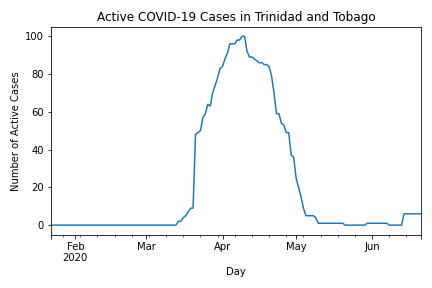 Active COVID-19 Cases in Trinidad and Tobago
100
80
60
40
20
0
Number of Active Cases
Feb
2020
Mar
Apr
May
Jun
Day